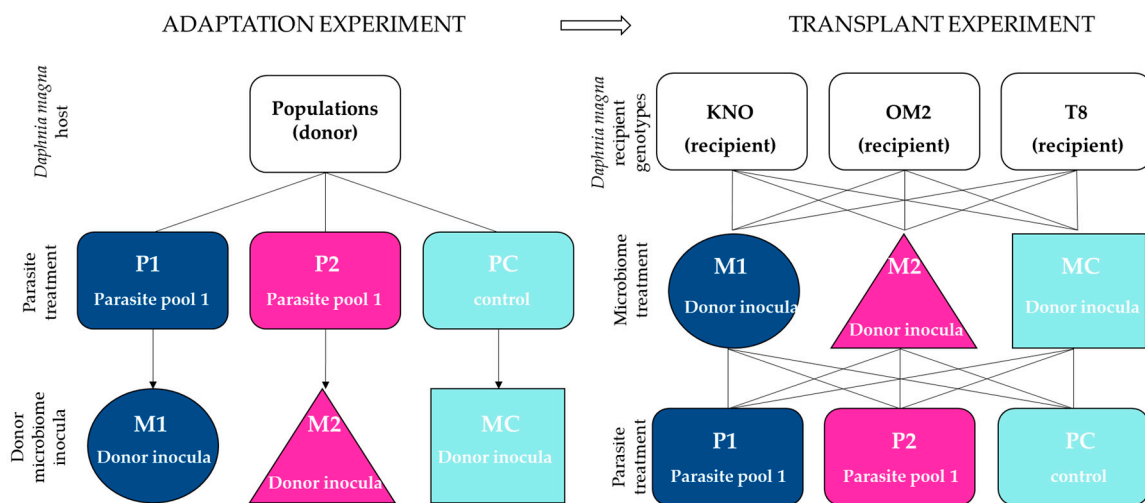 ADAPTATION EXPERIMENT
Daphnia magna
host
Populations
(donor)
Parasite
treatment
P1
Parasite pool 1
P2
Parasite pool 1
PC
control
Donor
microbiome
inocula
M1
Donor inocula
M2
Donor inocula
MC
Donor inocula
TRANSPLANT EXPERIMENT
Daphnia magna
recipient
genotypes
KNO
(recipient)
OM2
(recipient)
T8
(recipient)
Microbiome
treatment
M1
Donor inocula
M2
Donor inocula
MC
Donor inocula
Parasite
treatment
P1
Parasite pool 1
P2
Parasite pool 1
PC
control